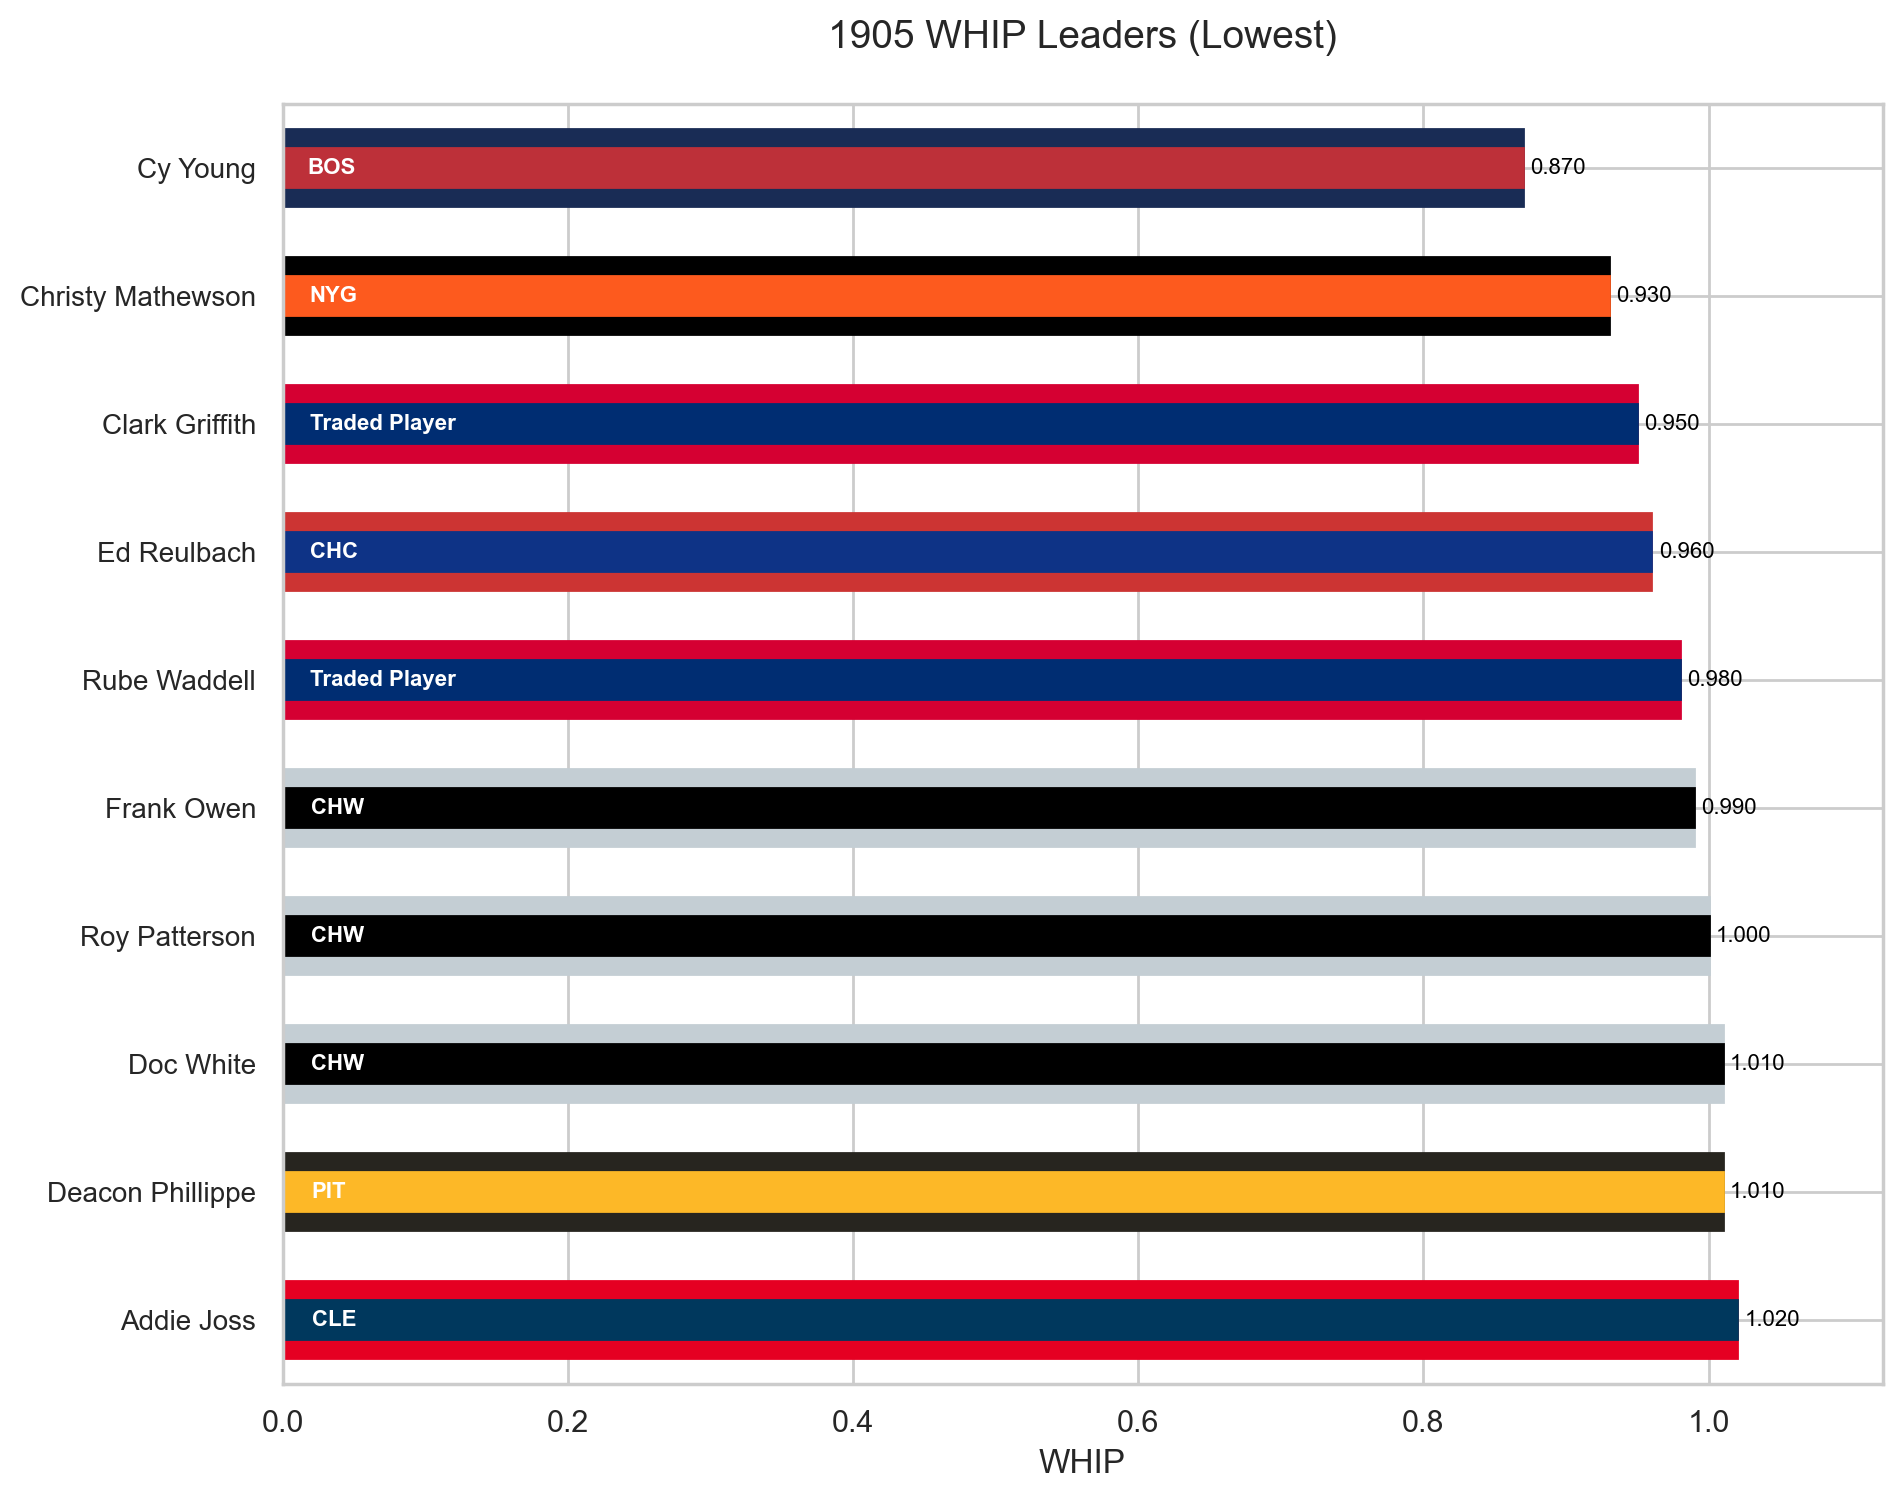 1905 WHIP Leaders (Lowest)
Cy Young
BOS
0.870
Christy Mathewson
NYG
0.930
Clark Griffith
Traded Player
0.950
Ed Reulbach
CHC
0.960
Rube Waddell
Traded Player
0.980
Frank Owen
CHW
0.990
Roy Patterson
CHW
1.000
Doc White
CHW
1.010
Deacon Phillippe
PIT
1.010
Addie Joss
CLE
1.020
0.0 0.2 0.4 0.6 0.8 1.0
WHIP